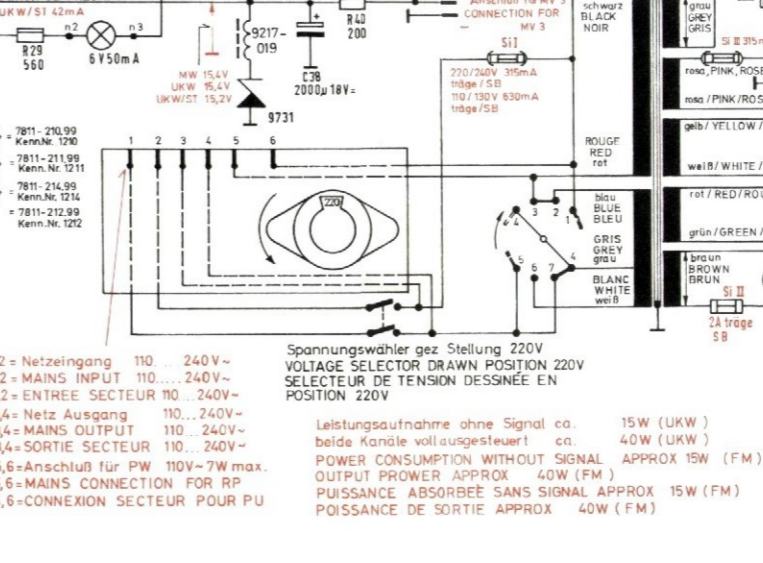 UKW/ST 42mA
n2
n3
R29
560
6V 50mA
MW 15,4V
UKW 15,4V
UKW/ST 15,2V
9217-
019
9731
+
C38
2000µ 18V=
R40
200
CONNECTION FOR
MV 3
Si I
220/240V 315mA
träge/SB
110/130V 630mA
träge/SB
schwarz
BLACK
NOIR
grau
GREY
GRIS
Si III 315m
rosa, PINK, ROSE
rosa/PINK/ROS
gelb/YELLOW/
weiß/WHITE/
rot/RED/ROU
grün/GREEN/
braun
BROWN
BRUN
Si II
2A träge
SB
= 7811-210.99
Kenn.Nr. 1210
= 7811-211.99
Kenn.Nr. 1211
= 7811-214.99
Kenn.Nr. 1214
= 7811-212.99
Kenn.Nr. 1212
1 2 3 4 5 6
220
ROUGE
RED
rot
blau
BLUE
BLEU
GRIS
GREY
grau
BLANC
WHITE
weiß
4 3 2 1
5 6 7 4
Spannungswähler gez Stellung 220V
VOLTAGE SELECTOR DRAWN POSITION 220V
SELECTEUR DE TENSION DESSINÉE EN
POSITION 220V
2 = Netzeingang 110....240V~
2 = MAINS INPUT 110....240V~
,2 = ENTREE SECTEUR 110...240V~
,4 = Netz Ausgang 110...240V~
,4 = MAINS OUTPUT 110...240V~
,4 = SORTIE SECTEUR 110...240V~
,6 = Anschluß für PW 110V~7W max.
,6 = MAINS CONNECTION FOR RP
,6 = CONNEXION SECTEUR POUR PU
Leistungsaufnahme ohne Signal ca. 15W (UKW)
beide Kanäle voll ausgesteuert ca. 40W (UKW)
POWER CONSUMPTION WITHOUT SIGNAL APPROX 15W (FM)
OUTPUT PROWER APPROX 40W (FM)
PUISSANCE ABSORBEÈ SANS SIGNAL APPROX 15W (FM)
POISSANCE DE SORTIE APPROX 40W (FM)